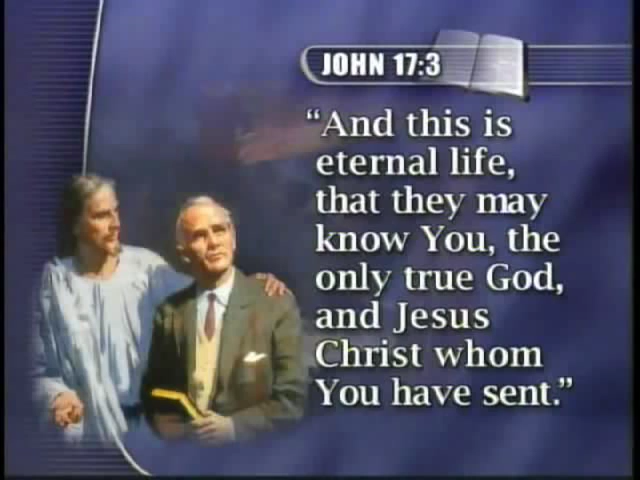 JOHN 17:3
“And this is
eternal life,
that they may
know You, the
only true God,
and Jesus
Christ whom
You have sent.”